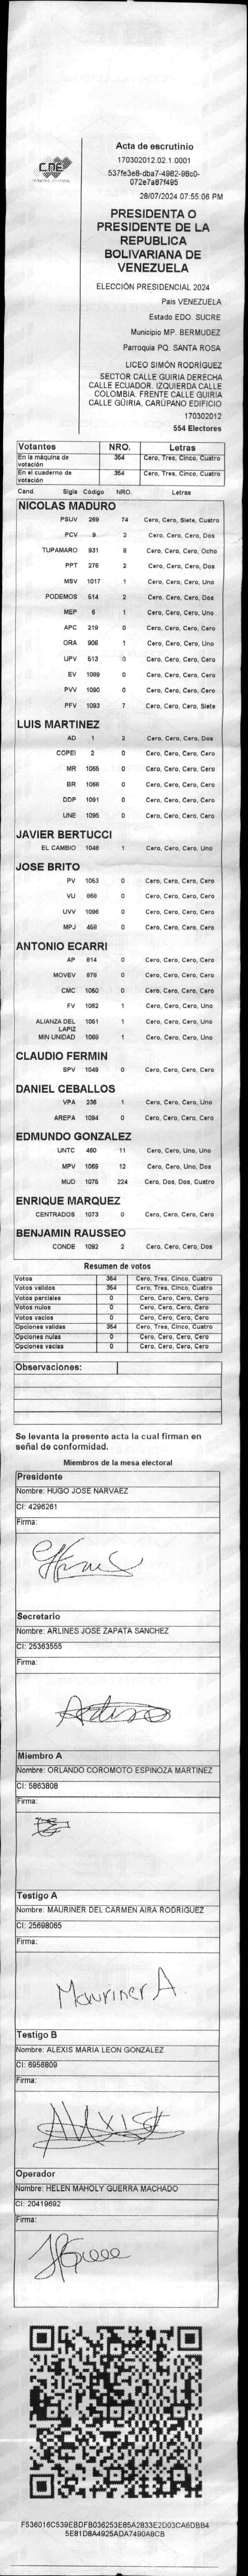 CNE
Acta de escrutinio
170302012.02.1.0001
537fe3e8-dba7-4982-98c0-
072e7a87f495
28/07/2024 07:55:06 PM
PRESIDENTA O
PRESIDENTE DE LA
REPUBLICA
BOLIVARIANA DE
VENEZUELA
ELECCIÓN PRESIDENCIAL 2024
Pais VENEZUELA
Estado EDO. SUCRE
Municipio MP. BERMUDEZ
Parroquia PQ. SANTA ROSA
LICEO SIMÓN RODRÍGUEZ
SECTOR CALLE GUIRIA DERECHA
CALLE ECUADOR. IZQUIERDA CALLE
COLOMBIA. FRENTE CALLE GUIRIA
CALLE GÜIRIA, CARÚPANO EDIFICIO
170302012
554 Electores
Votantes NRO. Letras
En la máquina de votación 364 Cero, Tres, Cinco, Cuatro
En el cuaderno de votación 354 Cero, Tres, Cinco, Cuatro
Cand. Sigla Código NRO. Letras
NICOLAS MADURO
PSUV 269 74 Cero, Cero, Siete, Cuatro
PCV 9 2 Cero, Cero, Cero, Dos
TUPAMARO 931 8 Cero, Cero, Cero, Ocho
PPT 276 2 Cero, Cero, Cero, Dos
MSV 1017 1 Cero, Cero, Cero, Uno
PODEMOS 514 2 Cero, Cero, Cero, Dos
MEP 6 1 Cero, Cero, Cero, Uno
APC 219 0 Cero, Cero, Cero, Cero
ORA 906 1 Cero, Cero, Cero, Uno
UPV 513 0 Cero, Cero, Cero, Cero
EV 1089 0 Cero, Cero, Cero, Cero
PVV 1090 0 Cero, Cero, Cero, Cero
PFV 1093 7 Cero, Cero, Cero, Siete
LUIS MARTINEZ
AD 1 2 Cero, Cero, Cero, Dos
COPEI 2 0 Cero, Cero, Cero, Cero
MR 1065 0 Cero, Cero, Cero, Cero
BR 1066 0 Cero, Cero, Cero, Cero
DDP 1091 0 Cero, Cero, Cero, Cero
UNE 1095 0 Cero, Cero, Cero, Cero
JAVIER BERTUCCI
EL CAMBIO 1048 1 Cero, Cero, Cero, Uno
JOSE BRITO
PV 1053 0 Cero, Cero, Cero, Cero
VU 868 0 Cero, Cero, Cero, Cero
UVV 1096 0 Cero, Cero, Cero, Cero
MPJ 458 0 Cero, Cero, Cero, Cero
ANTONIO ECARRI
AP 814 0 Cero, Cero, Cero, Cero
MOVEV 878 0 Cero, Cero, Cero, Cero
CMC 1050 0 Cero, Cero, Cero, Cero
FV 1062 1 Cero, Cero, Cero, Uno
ALIANZA DEL LAPIZ 1061 1 Cero, Cero, Cero, Uno
MIN UNIDAD 1068 1 Cero, Cero, Cero, Uno
CLAUDIO FERMIN
SPV 1049 0 Cero, Cero, Cero, Cero
DANIEL CEBALLOS
VPA 236 1 Cero, Cero, Cero, Uno
AREPA 1094 0 Cero, Cero, Cero, Cero
EDMUNDO GONZALEZ
UNTC 460 11 Cero, Cero, Uno, Uno
MPV 1069 12 Cero, Cero, Uno, Dos
MUD 1075 224 Cero, Dos, Dos, Cuatro
ENRIQUE MARQUEZ
CENTRADOS 1073 0 Cero, Cero, Cero, Cero
BENJAMIN RAUSSEO
CONDE 1092 2 Cero, Cero, Cero, Dos
Resumen de votos
Votos 354 Cero, Tres, Cinco, Cuatro
Votos validos 354 Cero, Tres, Cinco, Cuatro
Votos parciales 0 Cero, Cero, Cero, Cero
Votos nulos 0 Cero, Cero, Cero, Cero
Votos vacios 0 Cero, Cero, Cero, Cero
Opciones validas 354 Cero, Tres, Cinco, Cuatro
Opciones nulas 0 Cero, Cero, Cero, Cero
Opciones vacias 0 Cero, Cero, Cero, Cero
Observaciones:
Se levanta la presente acta la cual firman en
señal de conformidad.
Miembros de la mesa electoral
Presidente
Nombre: HUGO JOSE NARVAEZ
CI: 4296261
Firma:
Secretario
Nombre: ARLINES JOSE ZAPATA SANCHEZ
CI: 25363555
Firma:
Miembro A
Nombre: ORLANDO COROMOTO ESPINOZA MARTINEZ
CI: 5863808
Firma:
Testigo A
Nombre: MAURINER DEL CARMEN AIRA RODRIGUEZ
CI: 25698065
Firma:
Mauriner A.
Testigo B
Nombre: ALEXIS MARIA LEON GONZALEZ
CI: 6956809
Firma:
Operador
Nombre: HELEN MAHOLY GUERRA MACHADO
CI: 20419692
Firma:
F536016C539EBDFB036253E85A2833E2D03CA6DBB4
5E81D8A4925ADA7490A8CB